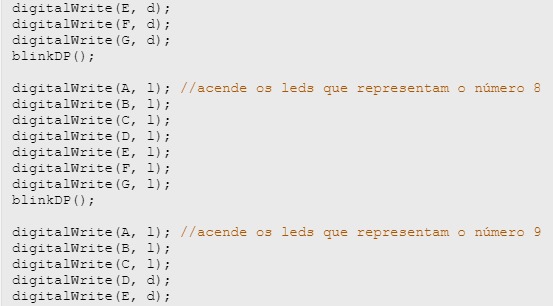 digitalWrite(E, d);
digitalWrite(F, d);
digitalWrite(G, d);
blinkDP();
digitalWrite(A, l); //acende os leds que representam o número 8
digitalWrite(B, l);
digitalWrite(C, l);
digitalWrite(D, l);
digitalWrite(E, l);
digitalWrite(F, l);
digitalWrite(G, l);
blinkDP();
digitalWrite(A, l); //acende os leds que representam o número 9
digitalWrite(B, l);
digitalWrite(C, l);
digitalWrite(D, d);
digitalWrite(E, d);